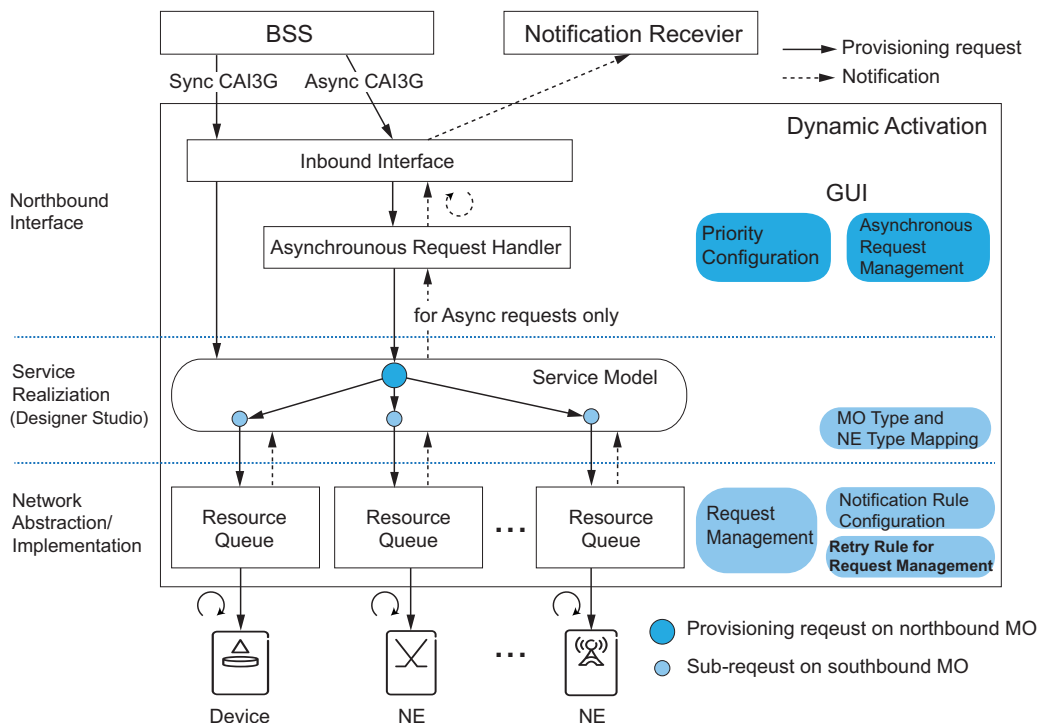 BSS
Notification Recevier
Provisioning request
Notification
Sync CAI3G
Async CAI3G
Dynamic Activation
Inbound Interface
Northbound
Interface
GUI
Priority
Configuration
Asynchronous
Request
Management
Asynchrounous Request Handler
for Async requests only
Service
Realiziation
(Designer Studio)
Service Model
MO Type and
NE Type Mapping
Network
Abstraction/
Implementation
Resource
Queue
Resource
Queue
...
Resource
Queue
Request
Management
Notification Rule
Configuration
Retry Rule for
Request Management
Provisioning reqeust on northbound MO
Sub-reqeust on southbound MO
...
Device
NE
NE